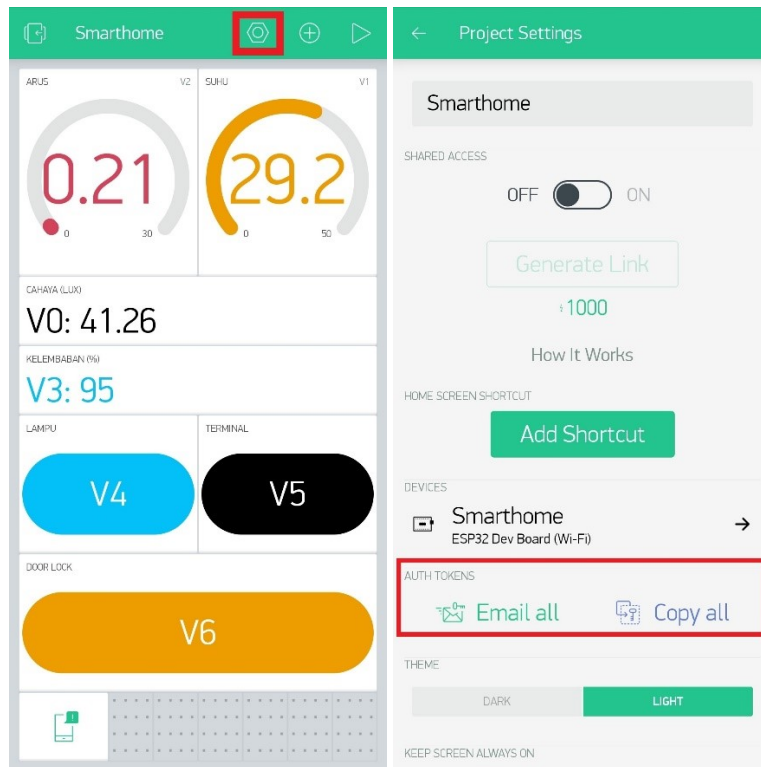 Smarthome
ARUS V2
0.21
0 30
SUHU V1
29.2
0 50
CAHAYA (LUX)
V0: 41.26
KELEMBABAN (%)
V3: 95
LAMPU
V4
TERMINAL
V5
DOOR LOCK
V6
Project Settings
Smarthome
SHARED ACCESS
OFF ON
Generate Link
1000
How It Works
HOME SCREEN SHORTCUT
Add Shortcut
DEVICES
Smarthome
ESP32 Dev Board (Wi-Fi)
AUTH TOKENS
Email all Copy all
THEME
DARK LIGHT
KEEP SCREEN ALWAYS ON